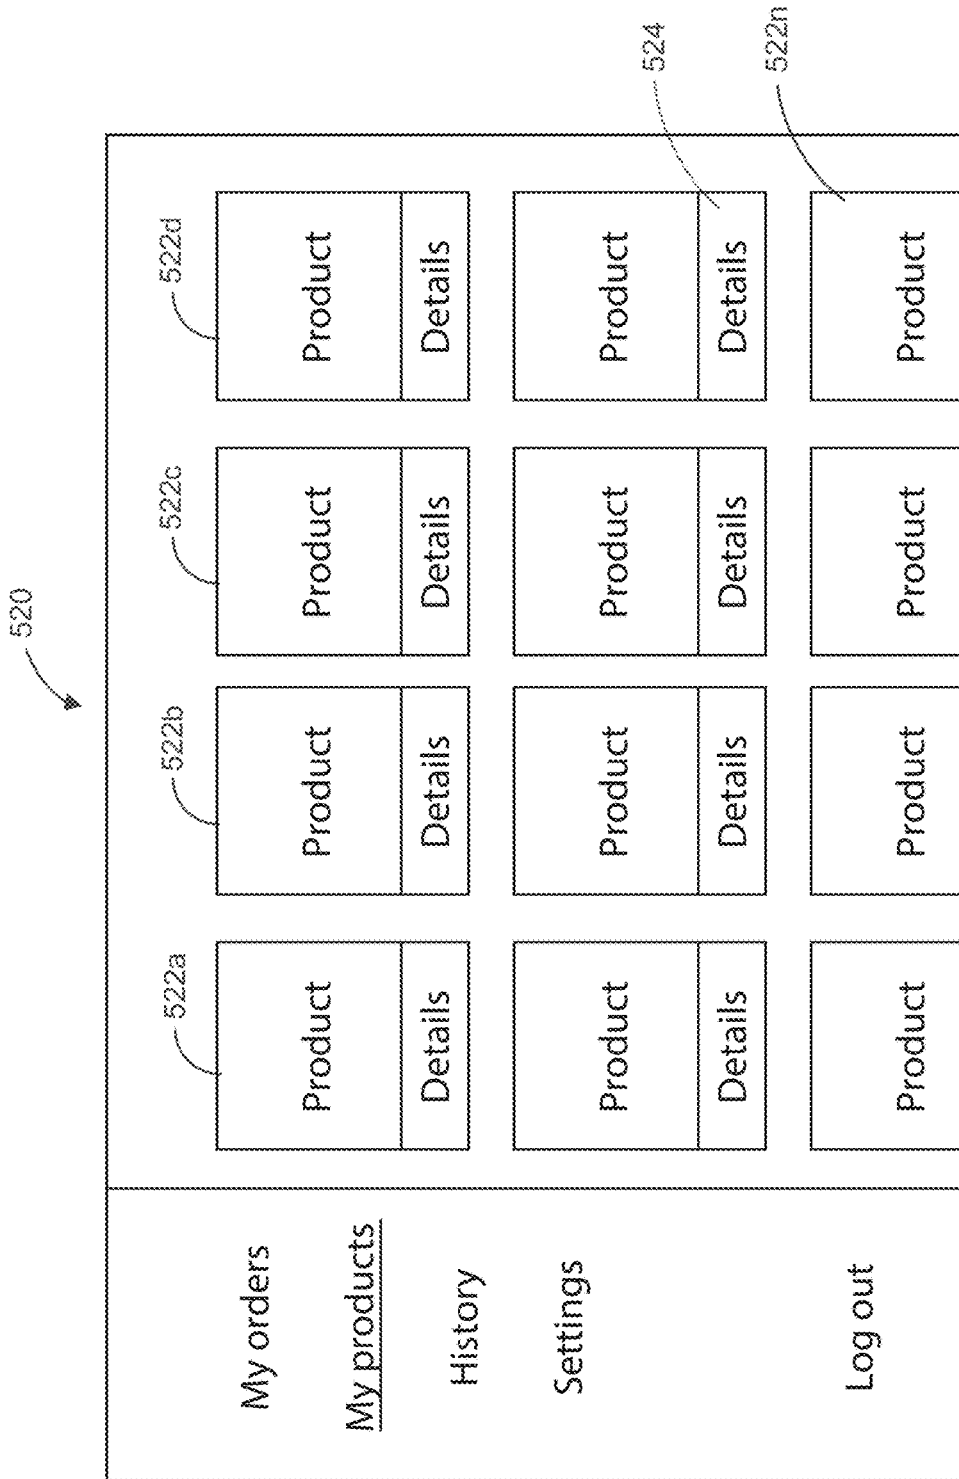 520
522a
522b
522c
522d
My orders
My products
History
Settings
Log out
Product Product Product Product
Details Details Details Details
Product Product Product Product
Details Details Details Details
524
Product Product Product Product
522n